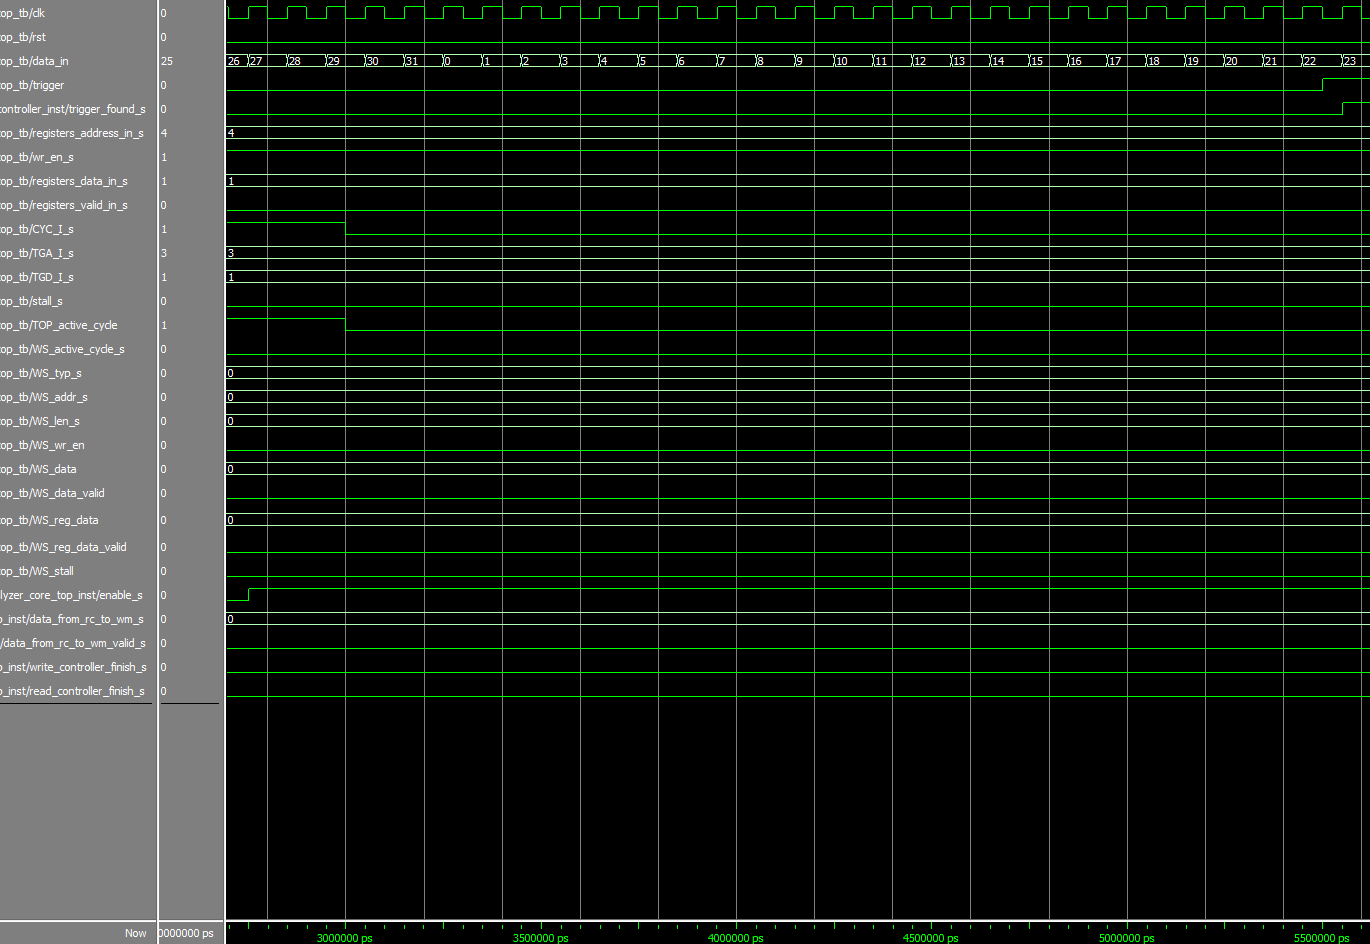 op_tb/clk 0
op_tb/rst 0
op_tb/data_in 25 26 27 28 29 30 31 0 1 2 3 4 5 6 7 8 9 10 11 12 13 14 15 16 17 18 19 20 21 22 23
op_tb/trigger 0
controller_inst/trigger_found_s 0
op_tb/registers_address_in_s 4 4
op_tb/wr_en_s 1
op_tb/registers_data_in_s 1 1
op_tb/registers_valid_in_s 0
op_tb/CYC_I_s 1
op_tb/TGA_I_s 3 3
op_tb/TGD_I_s 1 1
op_tb/stall_s 0
op_tb/TOP_active_cycle 1
op_tb/WS_active_cycle_s 0
op_tb/WS_typ_s 0 0
op_tb/WS_addr_s 0 0
op_tb/WS_len_s 0 0
op_tb/WS_wr_en 0
op_tb/WS_data 0 0
op_tb/WS_data_valid 0
op_tb/WS_reg_data 0 0
op_tb/WS_reg_data_valid 0
op_tb/WS_stall 0
lyzer_core_top_inst/enable_s 0
p_inst/data_from_rc_to_wm_s 0 0
/data_from_rc_to_wm_valid_s 0
p_inst/write_controller_finish_s 0
p_inst/read_controller_finish_s 0
Now 0000000 ps 3000000 ps 3500000 ps 4000000 ps 4500000 ps 5000000 ps 5500000 ps